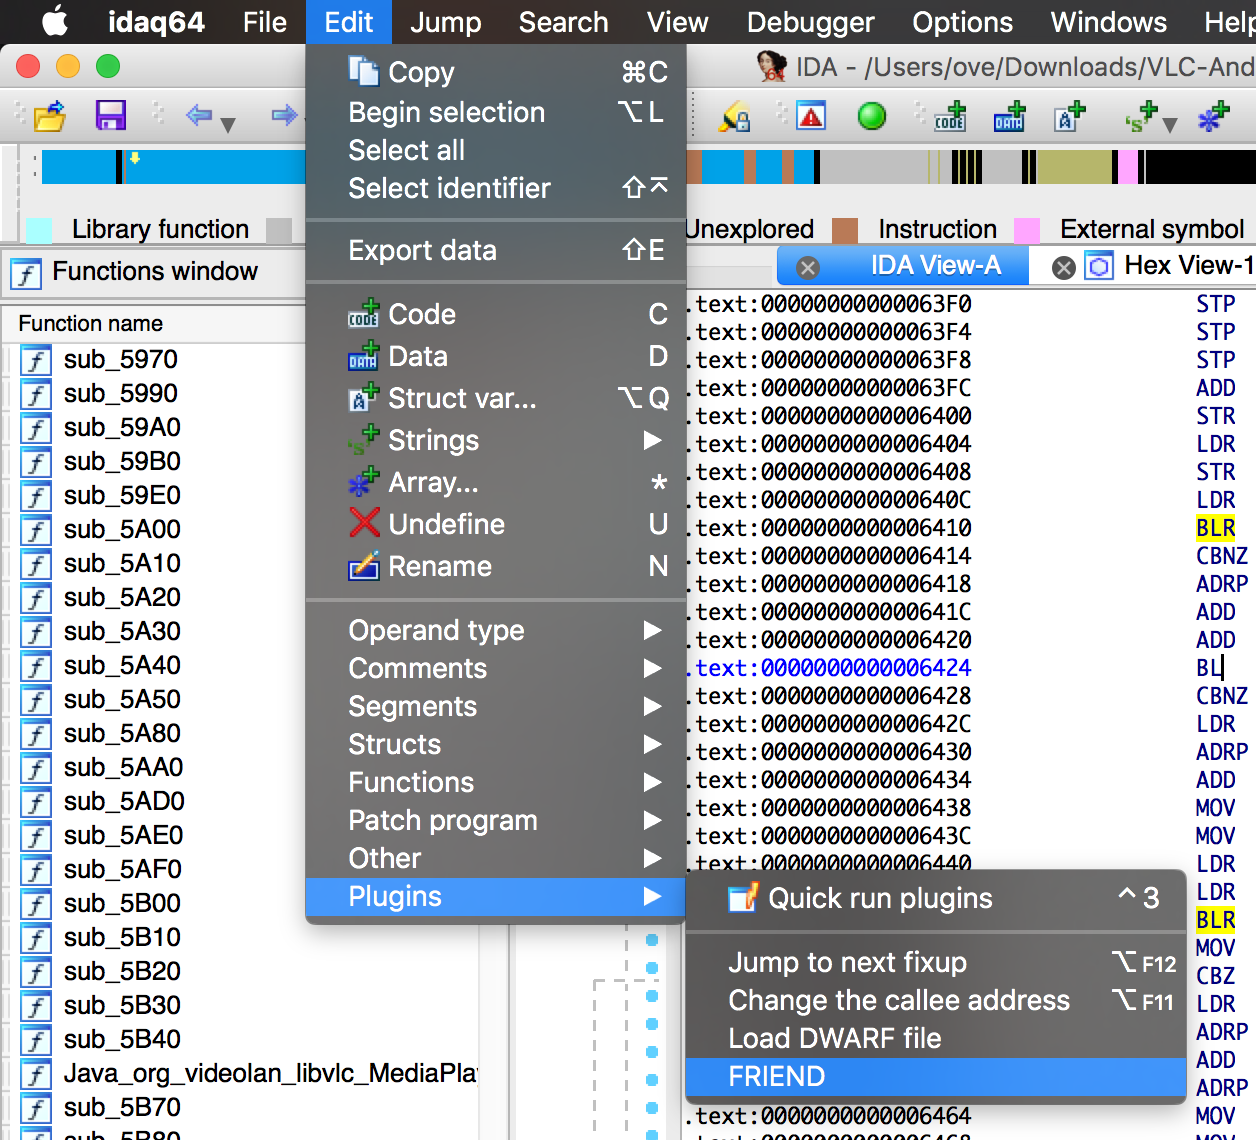 idaq64 File Edit Jump Search View Debugger Options Windows Help
IDA - /Users/ove/Downloads/VLC-And
Copy ⌘C
Begin selection ⌥L
Select all
Select identifier ⇧⌤
Export data ⇧E
Code C
Data D
Struct var... ⌥Q
Strings ▶
Array... *
Undefine U
Rename N
Operand type ▶
Comments ▶
Segments ▶
Structs ▶
Functions ▶
Patch program ▶
Other ▶
Plugins ▶
Quick run plugins ^3
Jump to next fixup ⌥F12
Change the callee address ⌥F11
Load DWARF file
FRIEND
Library function
Unexplored Instruction External symbol
Functions window
IDA View-A Hex View-1
Function name
sub_5970
sub_5990
sub_59A0
sub_59B0
sub_59E0
sub_5A00
sub_5A10
sub_5A20
sub_5A30
sub_5A40
sub_5A50
sub_5A80
sub_5AA0
sub_5AD0
sub_5AE0
sub_5AF0
sub_5B00
sub_5B10
sub_5B20
sub_5B30
sub_5B40
Java_org_videolan_libvlc_MediaPla
sub_5B70
sub_5B80
.text:00000000000063F0 STP
.text:00000000000063F4 STP
.text:00000000000063F8 STP
.text:00000000000063FC ADD
.text:0000000000006400 STR
.text:0000000000006404 LDR
.text:0000000000006408 STR
.text:000000000000640C LDR
.text:0000000000006410 BLR
.text:0000000000006414 CBNZ
.text:0000000000006418 ADRP
.text:000000000000641C ADD
.text:0000000000006420 ADD
.text:0000000000006424 BL
.text:0000000000006428 CBNZ
.text:000000000000642C LDR
.text:0000000000006430 ADRP
.text:0000000000006434 ADD
.text:0000000000006438 MOV
.text:000000000000643C MOV
.text:0000000000006440 LDR
LDR
BLR
MOV
CBZ
LDR
ADRP
ADD
ADRP
.text:0000000000006464 MOV
.text:0000000000006468 MOV